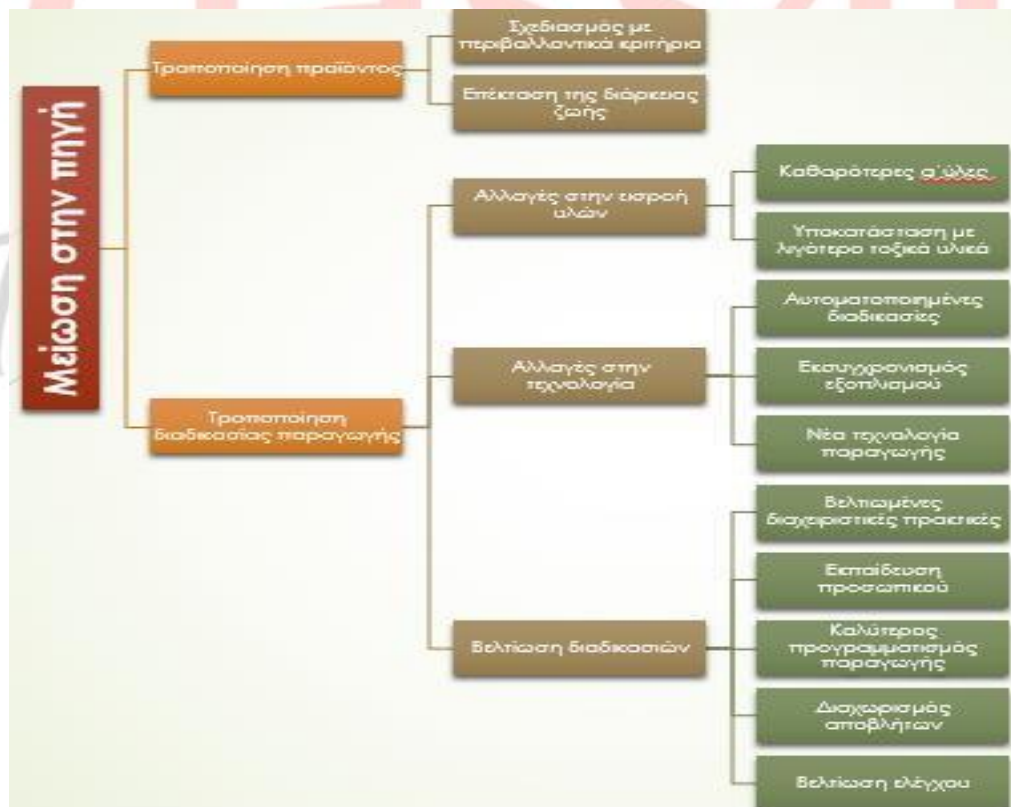 Μείωση στην πηγή
Τροποποίηση προϊόντος
Σχεδιασμός με
περιβαλλοντικά κριτήρια
Επέκταση της διάρκειας
ζωής
Τροποποίηση
διαδικασίας παραγωγής
Αλλαγές στην εισροή
υλών
Καθαρότερες α΄ύλες
Υποκατάσταση με
λιγότερο τοξικά υλικά
Αλλαγές στην
τεχνολογία
Αυτοματοποιημένες
διαδικασίες
Εκσυγχρονισμός
εξοπλισμού
Νέα τεχνολογία
παραγωγής
Βελτίωση διαδικασιών
Βελτιωμένες
διαχειριστικές πρακτικές
Εκπαίδευση
προσωπικού
Καλύτερος
προγραμματισμός
παραγωγής
Διαχωρισμός
αποβλήτων
Βελτίωση ελέγχου